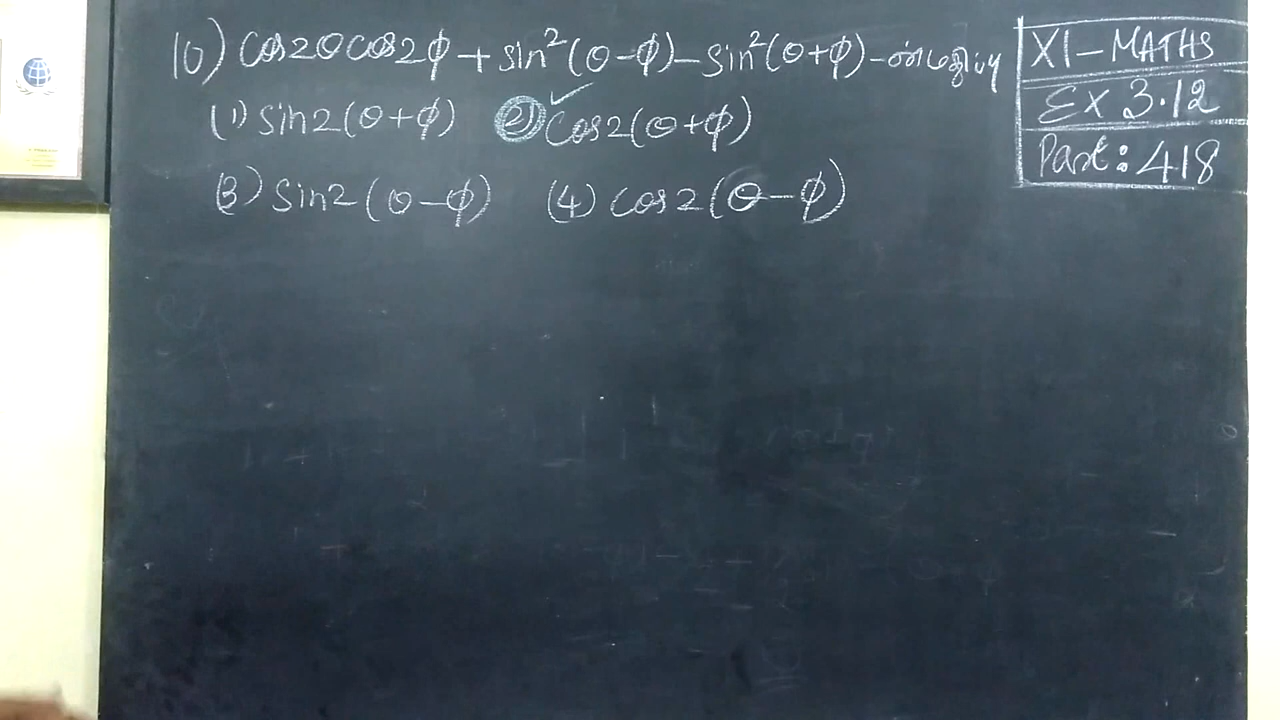 10) cos2θcos2φ + sin²(θ-φ) - sin²(θ+φ) -ன் மதிப்பு
(1) sin2(θ+φ) (2) ✓ cos2(θ+φ)
(3) sin2(θ-φ) (4) cos2(θ-φ)
XI-MATHS
Ex 3.12
Part: 418